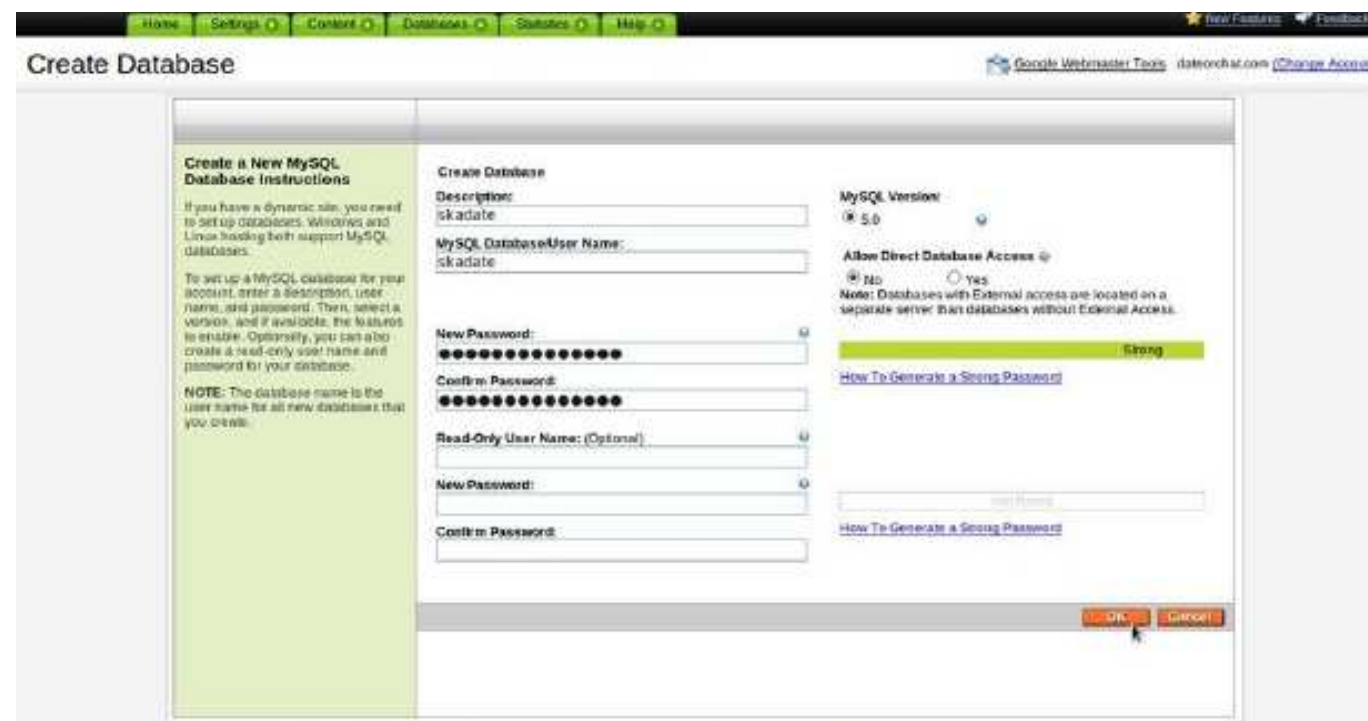 Home Settings Content Databases Statistics Help
New Features Feedback
Create Database
Google Webmaster Tools dateorchat.com (Change Account
Create a New MySQL
Database Instructions
If you have a dynamic site, you need
to set up databases. Windows and
Linux hosting both support MySQL
databases.
To set up a MySQL database for your
account, enter a description, user
name, and password. Then, select a
version, and if available, the features
to enable. Optionally, you can also
create a read-only user name and
password for your database.
NOTE: The database name is the
user name for all new databases that
you create.
Create Database
Description:
skadate
MySQL Database/User Name:
skadate
New Password:
Confirm Password:
Read-Only User Name: (Optional)
New Password:
Confirm Password:
MySQL Version:
5.0
Allow Direct Database Access
No Yes
Note: Databases with External access are located on a
separate server than databases without External Access.
Strong
How To Generate a Strong Password
How To Generate a Strong Password
OK Cancel